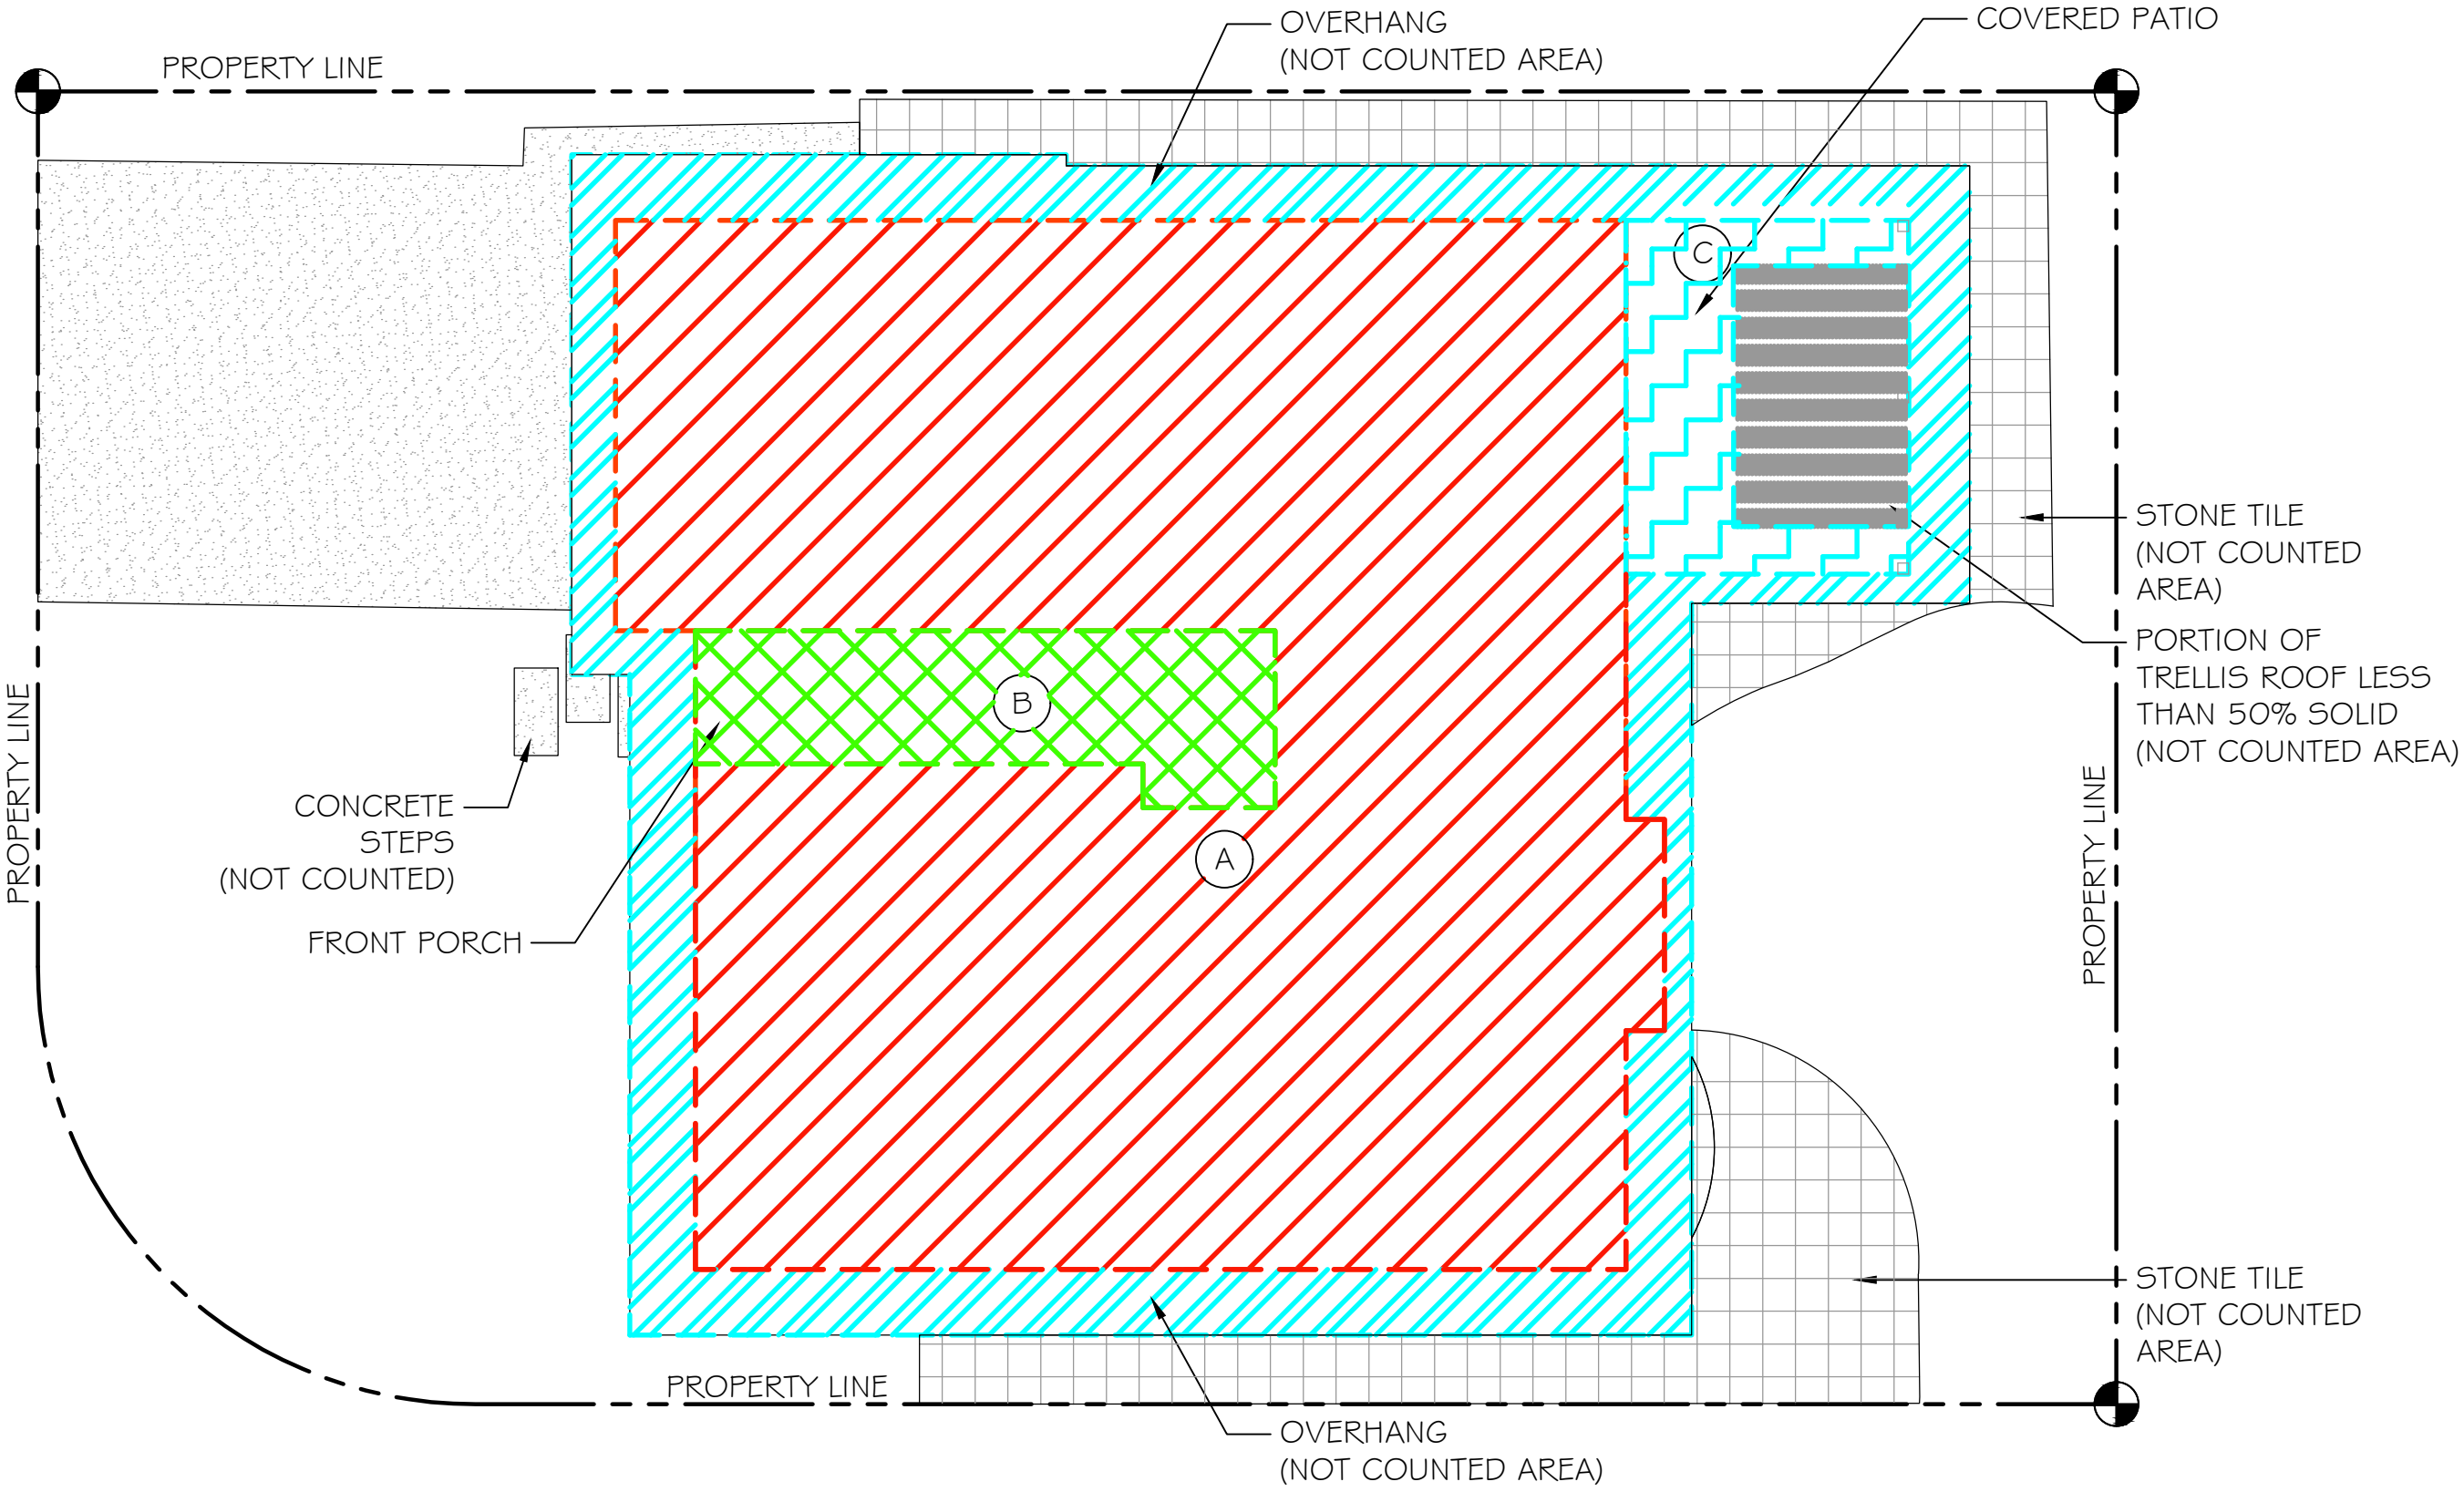 OVERHANG
(NOT COUNTED AREA)
COVERED PATIO
PROPERTY LINE
C
STONE TILE
(NOT COUNTED
AREA)
PORTION OF
TRELLIS ROOF LESS
THAN 50% SOLID
(NOT COUNTED AREA)
B
PROPERTY LINE
PROPERTY LINE
CONCRETE
STEPS
(NOT COUNTED)
A
FRONT PORCH
STONE TILE
(NOT COUNTED
AREA)
PROPERTY LINE
OVERHANG
(NOT COUNTED AREA)